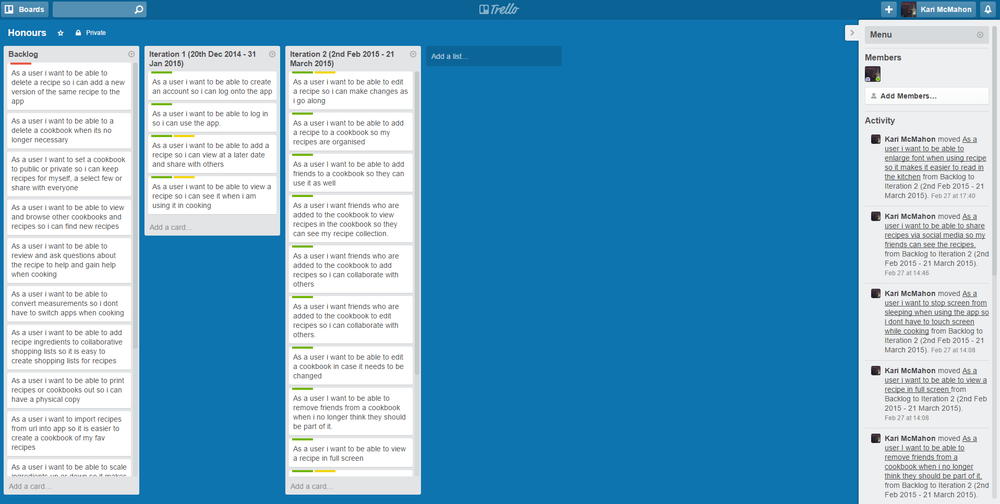 Boards
Trello
Kari McMahon
Honours
Private
Backlog
As a user i want to be able to
delete a recipe so i can add a new
version of the same recipe to the
app
As a user i want to be able to a
delete a cookbook when its no
longer necessary
As a user I want to set a cookbook
to public or private so i can keep
recipes for myself, a select few or
share with everyone
As a user i want to be able to view
and browse other cookbooks and
recipes so i can find new recipes
As a user i want to be able to
review and ask questions about
the recipe to help and gain help
when cooking
As a user i want to be able to
convert measurements so i dont
have to switch apps when cooking
As a user i want to be able to add
recipe ingredients to collaborative
shopping lists so it is easy to
create shopping lists for recipes
As a user i want to be able to print
recipes or cookbooks out so i can
have a physical copy
As a user i want to import recipes
from url into app so it is easier to
create a cookbook of my fav
recipes
As a user i want to be able to scale
ingredients up or down so it makes
Add a card…
Iteration 1 (20th Dec 2014 - 31
Jan 2015)
As a user i want to be able to create
an account so i can log onto the app
As a user i want to be able to log in
so i can use the app.
As a user i want to be able to add a
recipe so i can view at a later date
and share with others
As a user i want to be able to view a
recipe so i can see it when i am
using it in cooking
Add a card…
Iteration 2 (2nd Feb 2015 - 21
March 2015)
As a user i want to be able to edit
a recipe so i can make changes as
i go along
As a user i want to be able to add
a recipe to a cookbook so my
recipes are organised
As a user I want to be able to add
friends to a cookbook so they can
use it as well
As a user i want friends who are
added to the cookbook to view
recipes in the cookbook so they
can see my recipe collection.
As a user i want friends who are
added to the cookbook to add
recipes so i can collaborate with
others
As a user i want friends who are
added to the cookbook to edit
recipes so i can collaborate with
others.
As a user i want to be able to edit
a cookbook in case it needs to be
changed
As a user I want to be able to
remove friends from a cookbook
when i no longer think they should
be part of it.
As a user i want to be able to view
a recipe in full screen
Add a card…
Add a list…
Menu
Members
Add Members…
Activity
Kari McMahon moved As a
user i want to be able to
enlarge font when using recipe
so it makes it easier to read in
the kitchen from Backlog to
Iteration 2 (2nd Feb 2015 - 21
March 2015). Feb 27 at 17:40
Kari McMahon moved As a
user i want to be able to share
recipes via social media so my
friends can see the recipes.
from Backlog to Iteration 2 (2nd
Feb 2015 - 21 March 2015).
Feb 27 at 14:46
Kari McMahon moved As a
user i want to stop screen from
sleeping when using the app so
i dont have to touch screen
while cooking from Backlog to
Iteration 2 (2nd Feb 2015 - 21
March 2015). Feb 27 at 14:08
Kari McMahon moved As a
user i want to be able to view a
recipe in full screen from
Backlog to Iteration 2 (2nd Feb
2015 - 21 March 2015).
Feb 27 at 14:08
Kari McMahon moved As a
user I want to be able to
remove friends from a
cookbook when i no longer
think they should be part of it.
from Backlog to Iteration 2 (2nd
Feb 2015 - 21 March 2015).